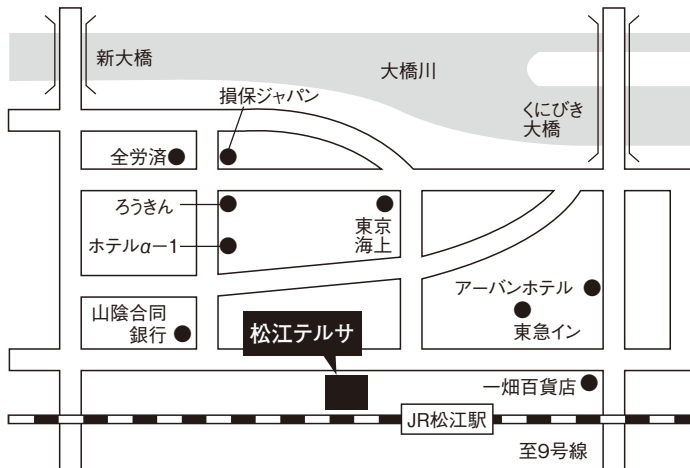 新大橋
大橋川
損保ジャパン
くにびき
大橋
全労済
ろうきん
東京
海上
ホテルα−1
アーバンホテル
山陰合同
銀行
松江テルサ
東急イン
一畑百貨店
JR松江駅
至9号線